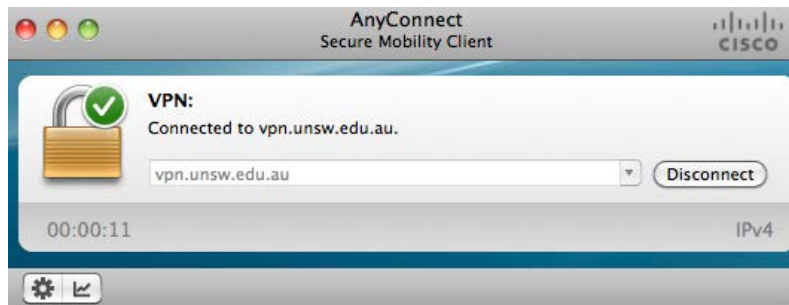 AnyConnect
Secure Mobility Client
CISCO
VPN:
Connected to vpn.unsw.edu.au.
vpn.unsw.edu.au
Disconnect
00:00:11
IPv4